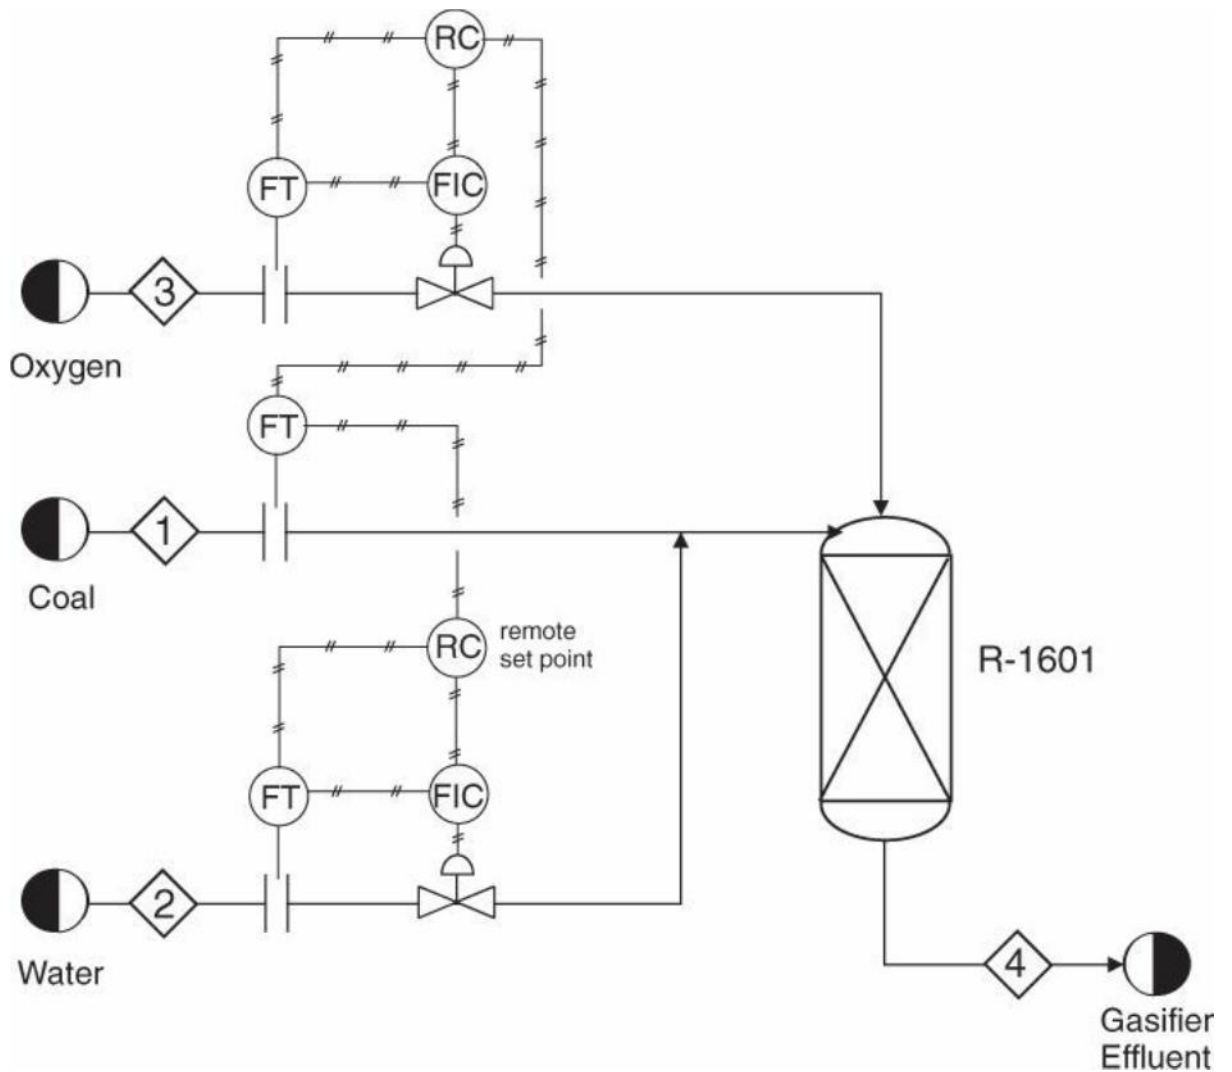 RC
FT
FIC
3
Oxygen
FT
1
Coal
RC
remote
set point
R-1601
FT
FIC
2
Water
4
Gasifier
Effluent